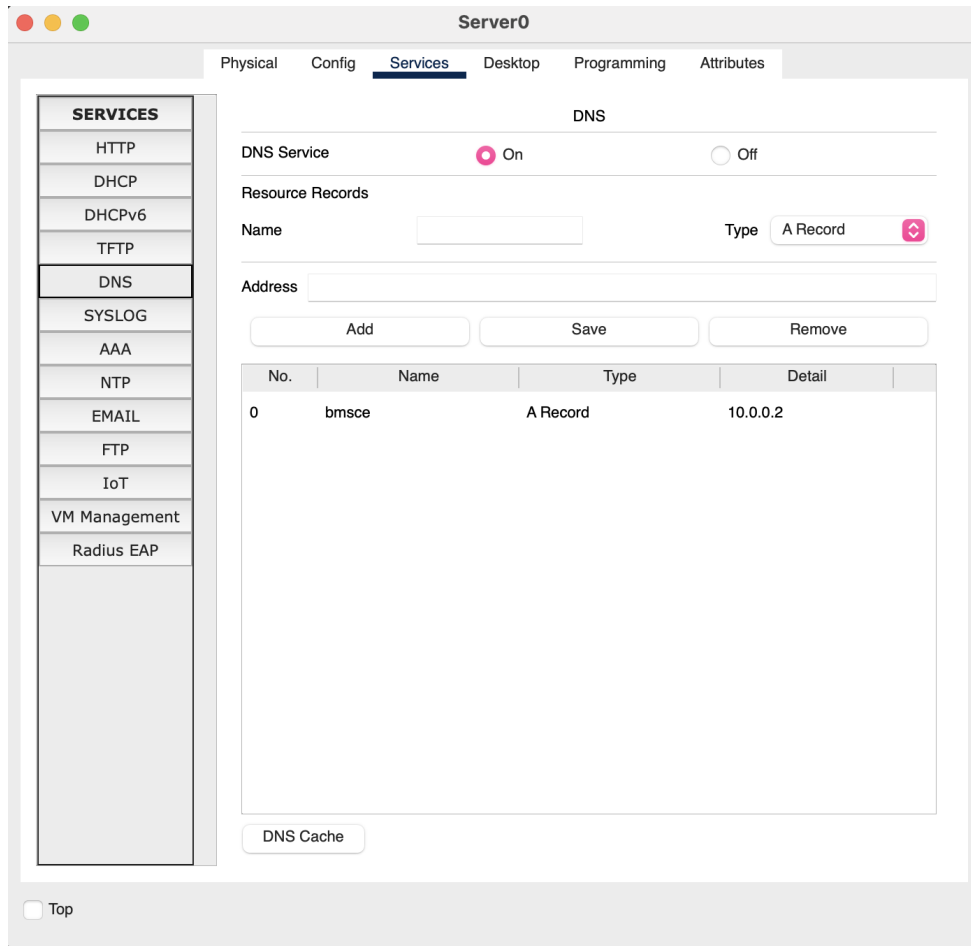 Server0
Physical Config Services Desktop Programming Attributes
SERVICES
HTTP
DHCP
DHCPv6
TFTP
DNS
SYSLOG
AAA
NTP
EMAIL
FTP
IoT
VM Management
Radius EAP
DNS
DNS Service On Off
Resource Records
Name Type A Record
Address
Add Save Remove
No. Name Type Detail
0 bmsce A Record 10.0.0.2
DNS Cache
Top